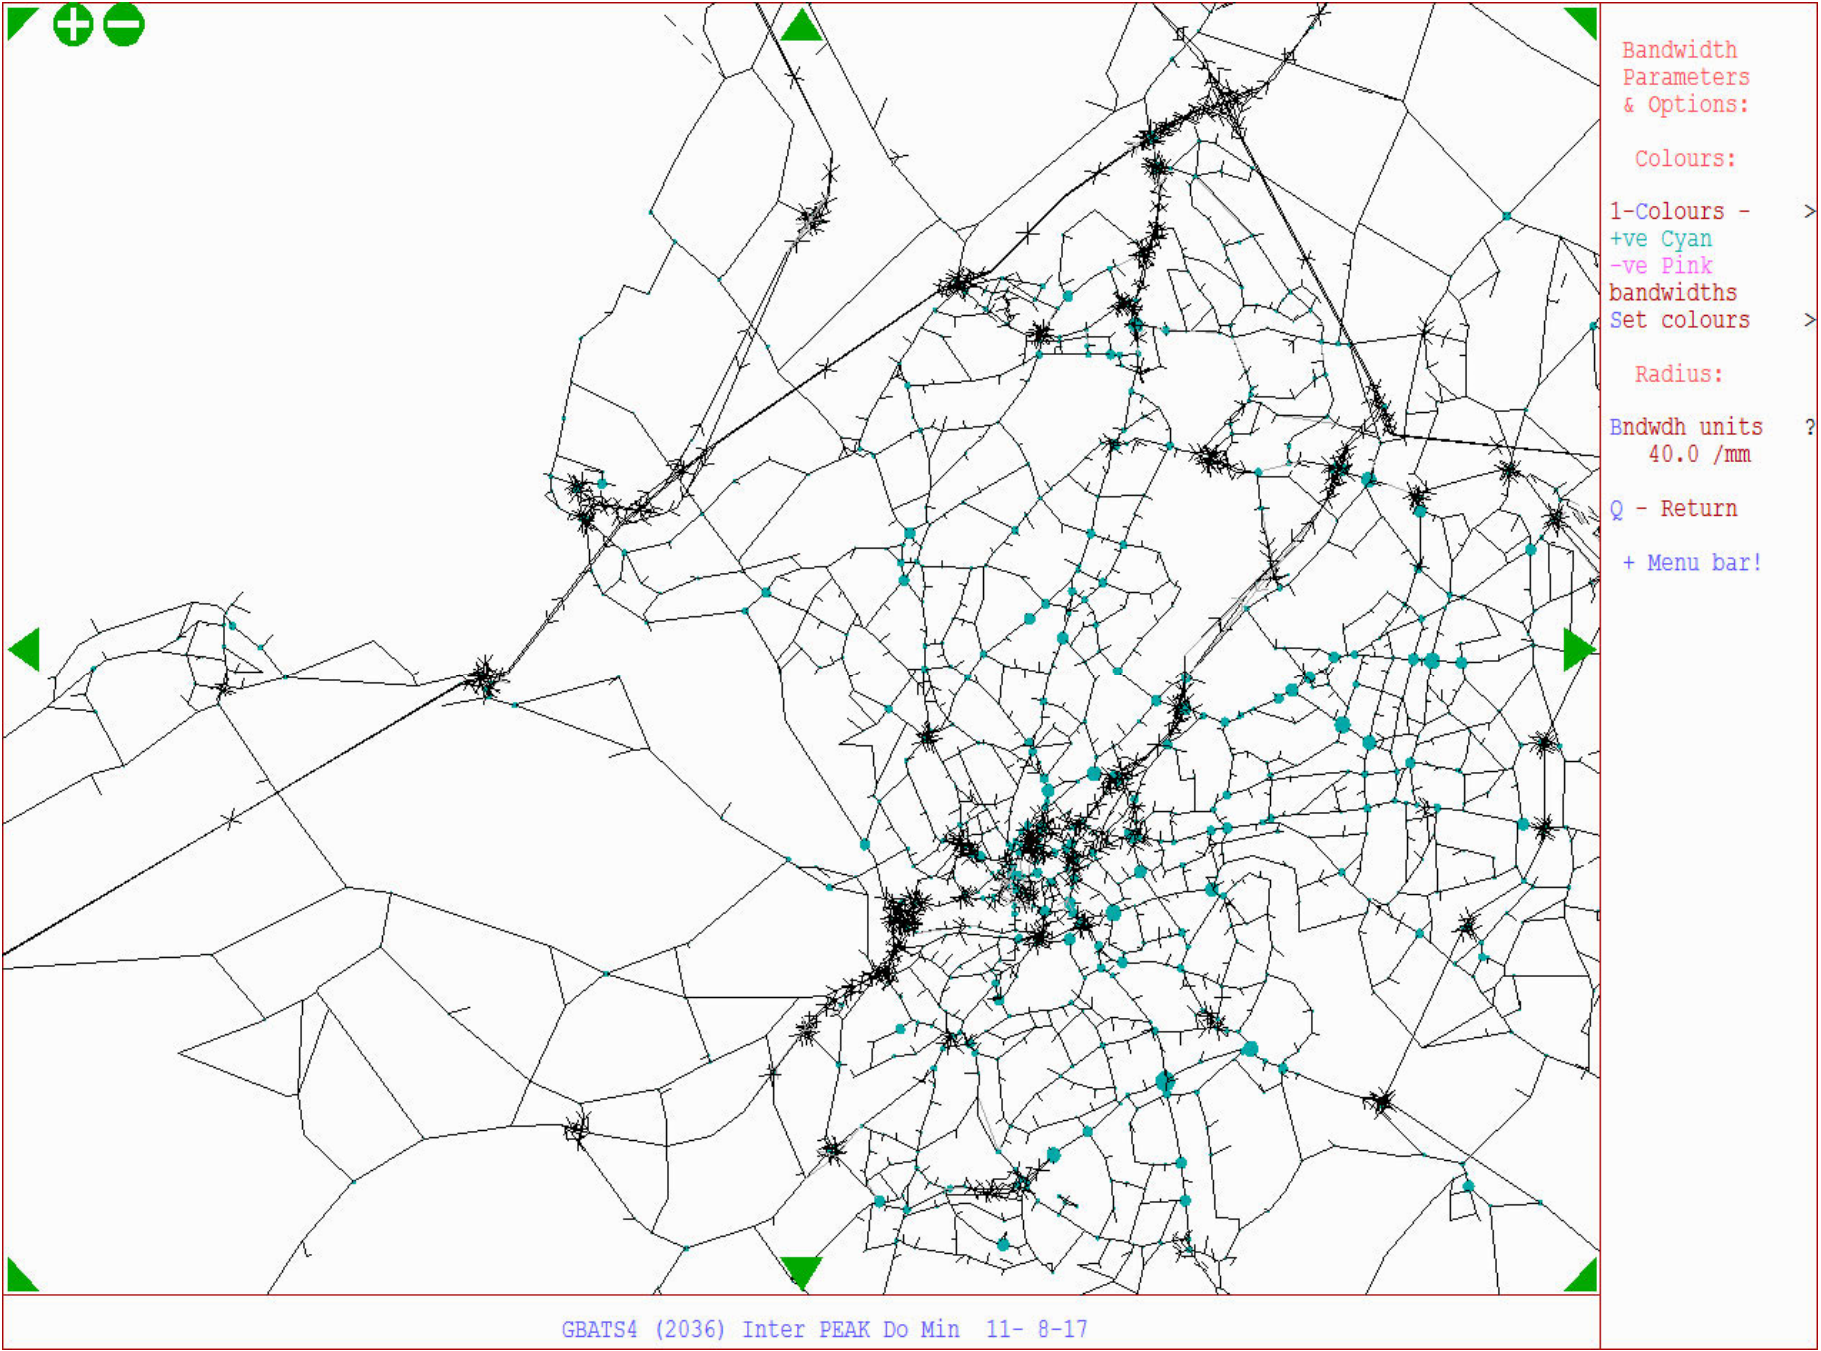 Bandwidth
Parameters
& Options:
Colours:
1-Colours - >
+ve Cyan
-ve Pink
bandwidths
Set colours >
Radius:
Bndwdh units ?
40.0 /mm
Q - Return
+ Menu bar!
GBATS4 (2036) Inter PEAK Do Min 11- 8-17